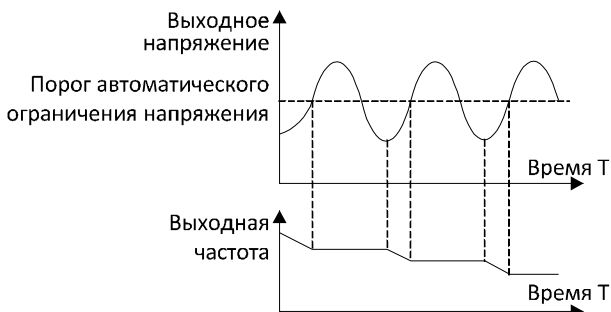 Выходное
напряжение
Порог автоматического
ограничения напряжения
Время T
Выходная
частота
Время T